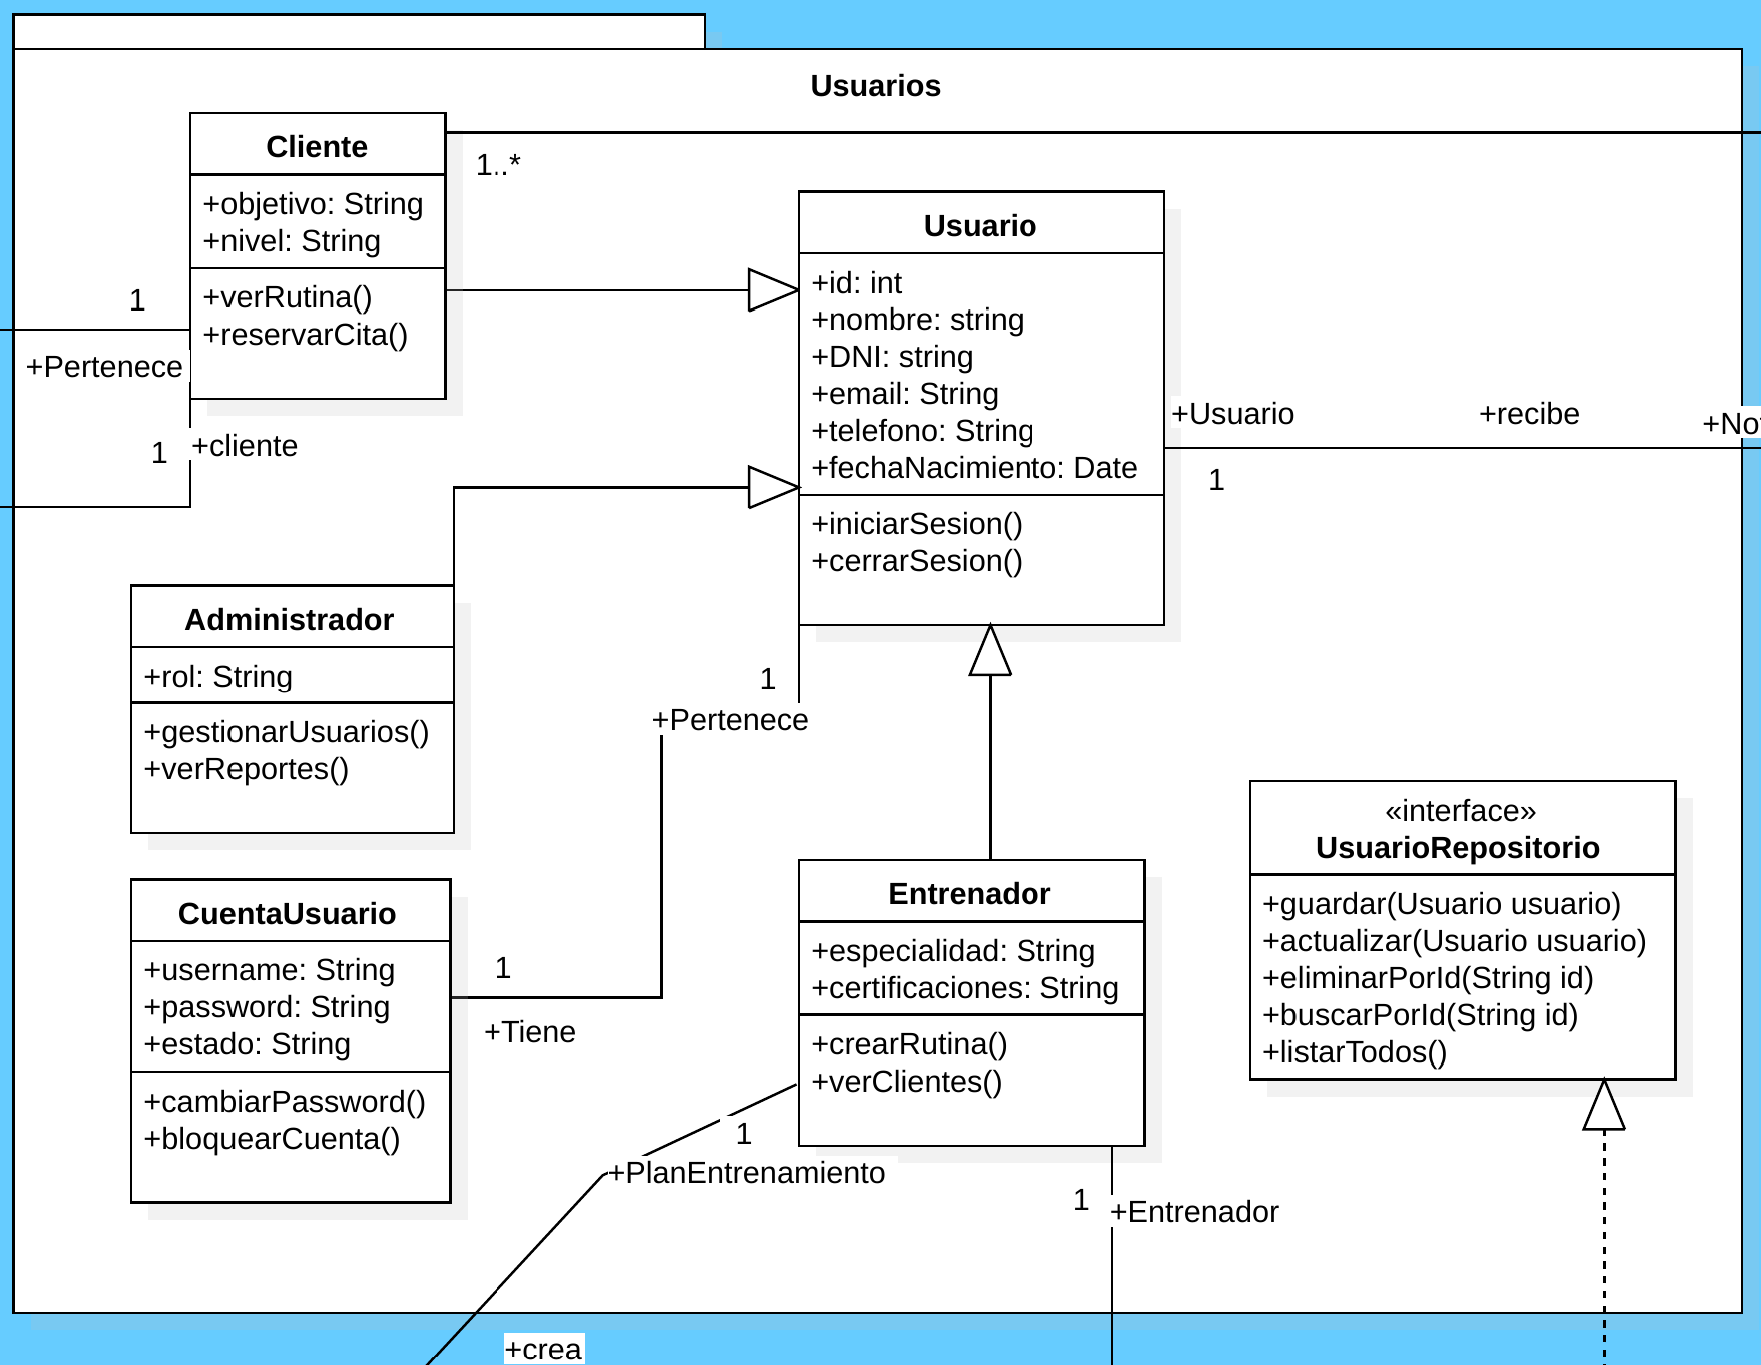 Usuarios
Cliente
+objetivo: String
+nivel: String
+verRutina()
+reservarCita()
1..*
1
+Pertenece
1
+cliente
Usuario
+id: int
+nombre: string
+DNI: string
+email: String
+telefono: String
+fechaNacimiento: Date
+iniciarSesion()
+cerrarSesion()
+Usuario
+recibe
1
Administrador
+rol: String
+gestionarUsuarios()
+verReportes()
1
+Pertenece
CuentaUsuario
+username: String
+password: String
+estado: String
+cambiarPassword()
+bloquearCuenta()
1
+Tiene
Entrenador
+especialidad: String
+certificaciones: String
+crearRutina()
+verClientes()
1
+PlanEntrenamiento
1
+Entrenador
«interface»
UsuarioRepositorio
+guardar(Usuario usuario)
+actualizar(Usuario usuario)
+eliminarPorId(String id)
+buscarPorId(String id)
+listarTodos()
+crea